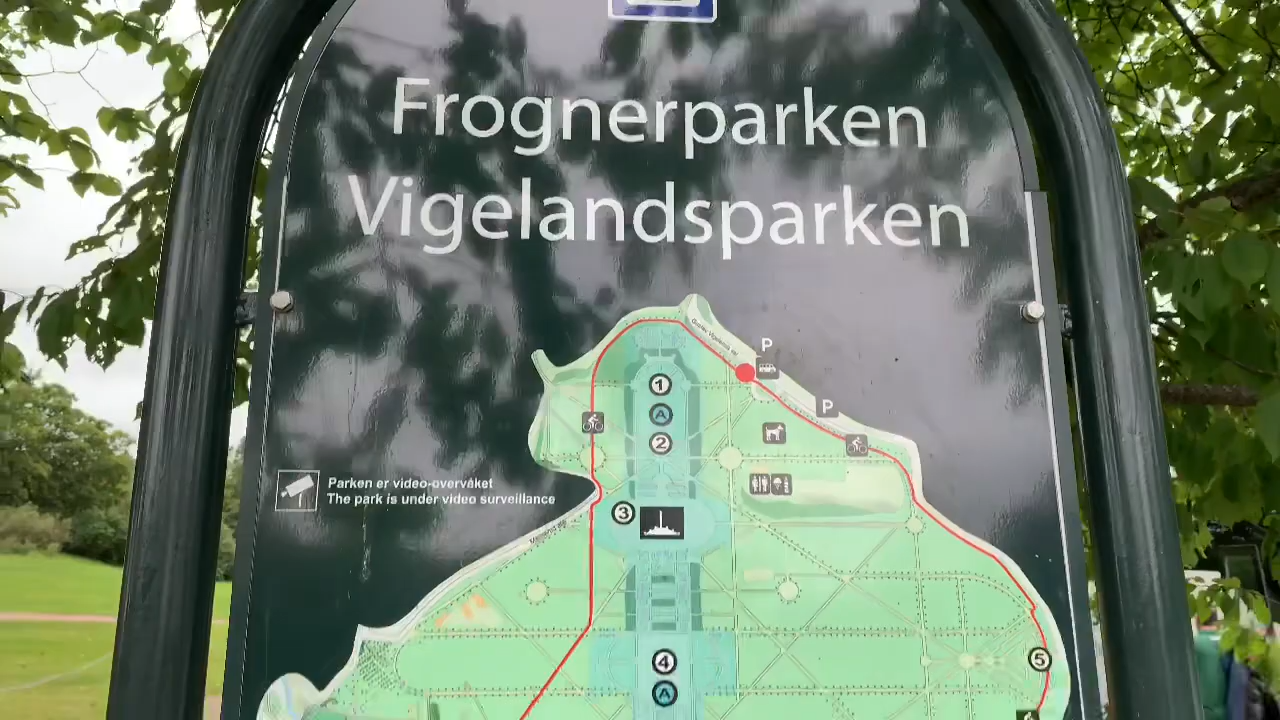 Frognerparken
Vigelandsparken
P
P
1
A
2
Parken er video-overvåket
The park is under video surveillance
3
4
5
A